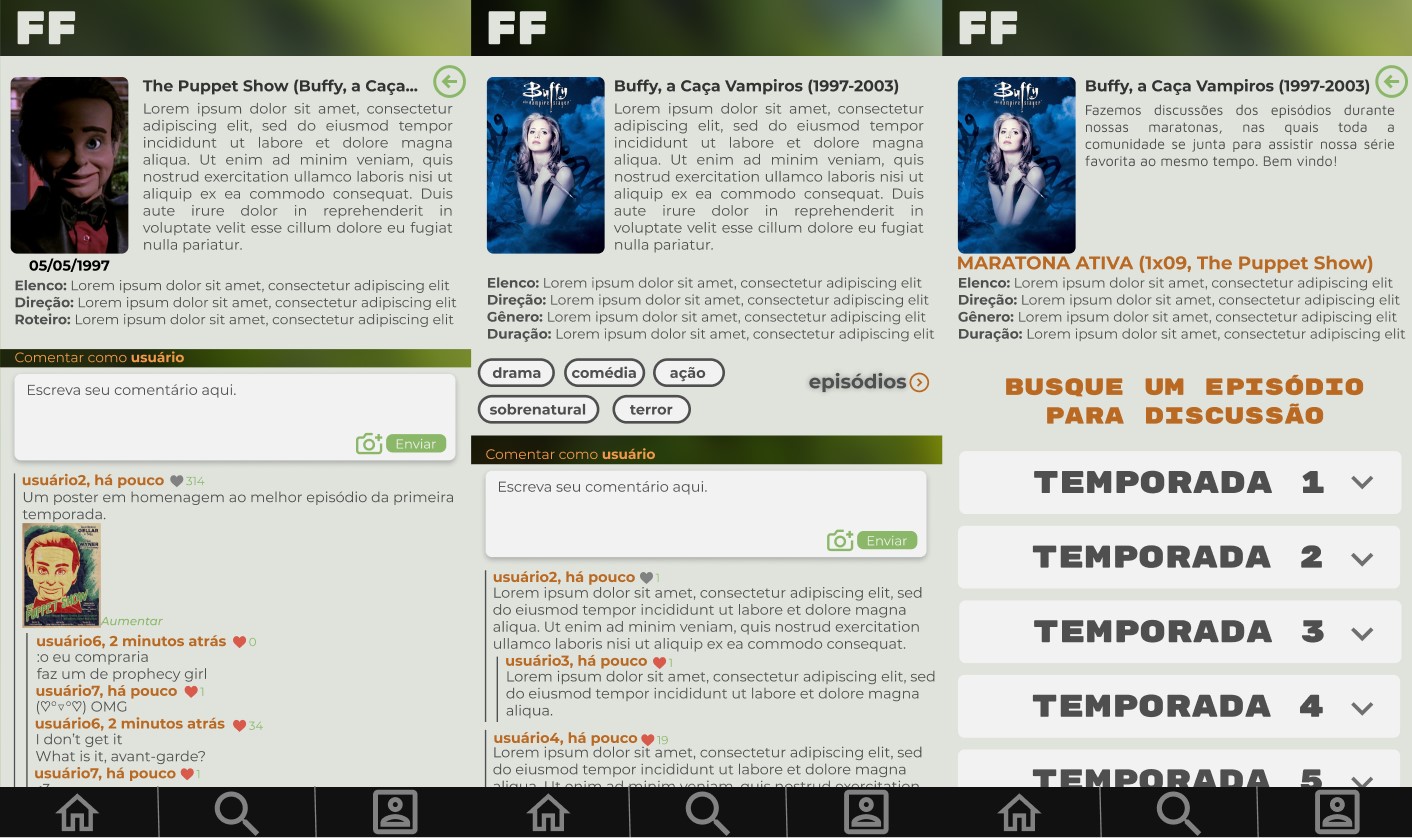 FF
The Puppet Show (Buffy, a Caça...
Lorem ipsum dolor sit amet, consectetur
adipiscing elit, sed do eiusmod tempor
incididunt ut labore et dolore magna
aliqua. Ut enim ad minim veniam, quis
nostrud exercitation ullamco laboris nisi ut
aliquip ex ea commodo consequat. Duis
aute irure dolor in reprehenderit in
voluptate velit esse cillum dolore eu fugiat
nulla pariatur.
05/05/1997
Elenco: Lorem ipsum dolor sit amet, consectetur adipiscing elit
Direção: Lorem ipsum dolor sit amet, consectetur adipiscing elit
Roteiro: Lorem ipsum dolor sit amet, consectetur adipiscing elit
Comentar como usuário
Escreva seu comentário aqui.
Enviar
usuário2, há pouco 314
Um poster em homenagem ao melhor episódio da primeira
temporada.
PUPPET SHOW
Aumentar
usuário6, 2 minutos atrás 0
:o eu compraria
faz um de prophecy girl
usuário7, há pouco 1
(♡°▿°♡) OMG
usuário6, 2 minutos atrás 34
I don't get it
What is it, avant-garde?
usuário7, há pouco 1
FF
Buffy
the vampire slayer
Buffy, a Caça Vampiros (1997-2003)
Lorem ipsum dolor sit amet, consectetur
adipiscing elit, sed do eiusmod tempor
incididunt ut labore et dolore magna
aliqua. Ut enim ad minim veniam, quis
nostrud exercitation ullamco laboris nisi ut
aliquip ex ea commodo consequat. Duis
aute irure dolor in reprehenderit in
voluptate velit esse cillum dolore eu fugiat
nulla pariatur.
Elenco: Lorem ipsum dolor sit amet, consectetur adipiscing elit
Direção: Lorem ipsum dolor sit amet, consectetur adipiscing elit
Gênero: Lorem ipsum dolor sit amet, consectetur adipiscing elit
Duração: Lorem ipsum dolor sit amet, consectetur adipiscing elit
drama comédia ação
sobrenatural terror
episódios
Comentar como usuário
Escreva seu comentário aqui.
Enviar
usuário2, há pouco 1
Lorem ipsum dolor sit amet, consectetur adipiscing elit, sed
do eiusmod tempor incididunt ut labore et dolore magna
aliqua. Ut enim ad minim veniam, quis nostrud exercitation
ullamco laboris nisi ut aliquip ex ea commodo consequat.
usuário3, há pouco 1
Lorem ipsum dolor sit amet, consectetur adipiscing elit, sed
do eiusmod tempor incididunt ut labore et dolore magna
aliqua.
usuário4, há pouco 19
Lorem ipsum dolor sit amet, consectetur adipiscing elit, sed
do eiusmod tempor incididunt ut labore et dolore magna
aliqua. Ut enim ad minim veniam, quis nostrud exercitation
FF
Buffy
the vampire slayer
Buffy, a Caça Vampiros (1997-2003)
Fazemos discussões dos episódios durante
nossas maratonas, nas quais toda a
comunidade se junta para assistir nossa série
favorita ao mesmo tempo. Bem vindo!
MARATONA ATIVA (1x09, The Puppet Show)
Elenco: Lorem ipsum dolor sit amet, consectetur adipiscing elit
Direção: Lorem ipsum dolor sit amet, consectetur adipiscing elit
Gênero: Lorem ipsum dolor sit amet, consectetur adipiscing elit
Duração: Lorem ipsum dolor sit amet, consectetur adipiscing elit
BUSQUE UM EPISÓDIO
PARA DISCUSSÃO
TEMPORADA 1
TEMPORADA 2
TEMPORADA 3
TEMPORADA 4
TEMPORADA 5